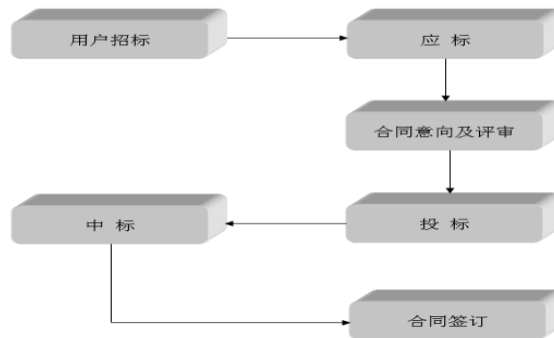 用户招标
应 标
合同意向及评审
投 标
中 标
合同签订